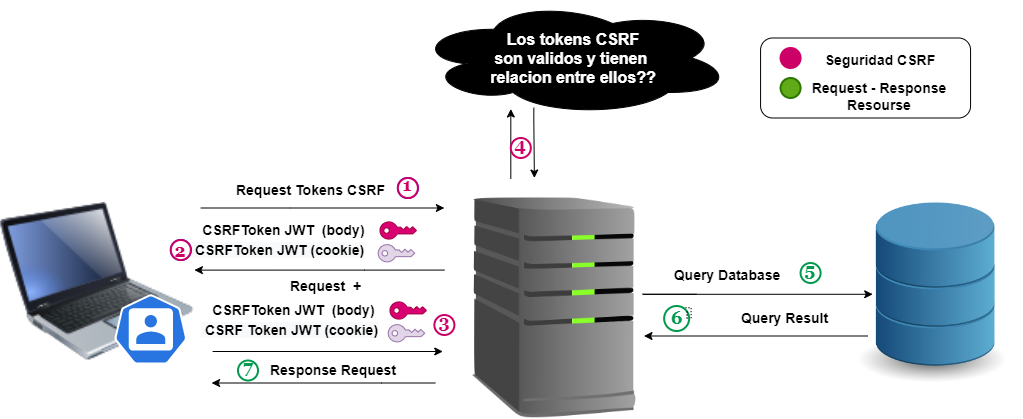 Los tokens CSRF
son validos y tienen
relacion entre ellos??
Seguridad CSRF
Request - Response
Resourse
4
Request Tokens CSRF 1
CSRFToken JWT (body)
2 CSRFToken JWT (cookie)
Request +
CSRFToken JWT (body)
CSRF Token JWT (cookie) 3
7 Response Request
Query Database 5
6 Query Result